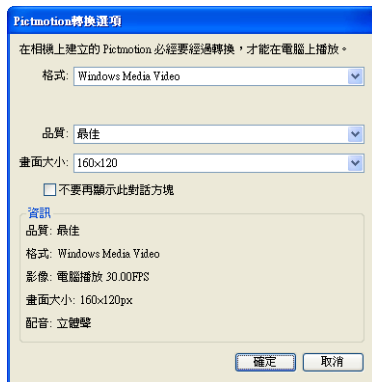 Pictmotion轉換選項
在相機上建立的 Pictmotion 必經要經過轉換，才能在電腦上播放。
格式: Windows Media Video
品質: 最佳
畫面大小: 160×120
不要再顯示此對話方塊
資訊
品質: 最佳
格式: Windows Media Video
影像: 電腦播放 30.00FPS
畫面大小: 160×120px
配音: 立體聲
確定 取消